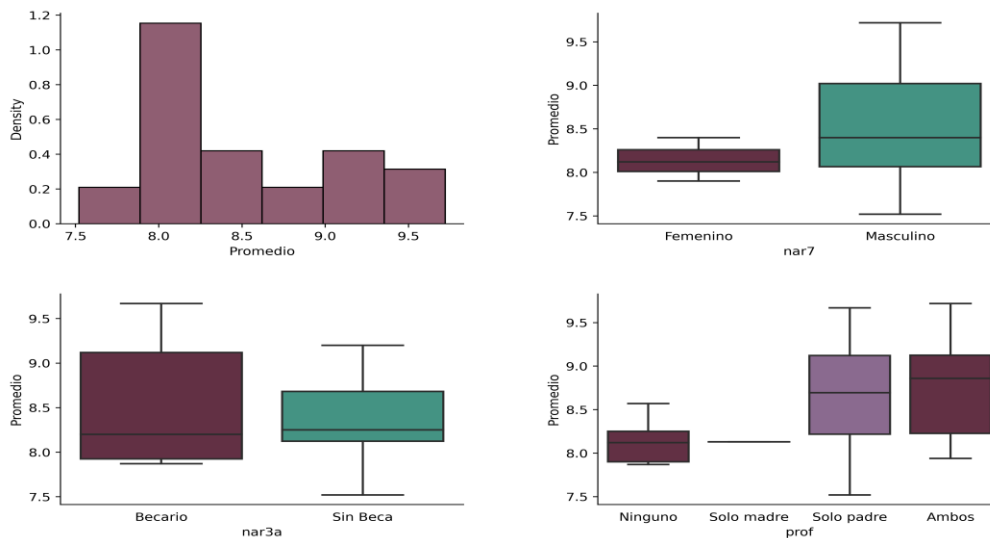 Density
1.2
1.0
0.8
0.6
0.4
0.2
0.0
7.5 8.0 8.5 9.0 9.5
Promedio
Promedio
9.5
9.0
8.5
8.0
7.5
Femenino Masculino
nar7
Promedio
9.5
9.0
8.5
8.0
7.5
Becario Sin Beca
nar3a
Promedio
9.5
9.0
8.5
8.0
7.5
Ninguno Solo madre Solo padre Ambos
prof